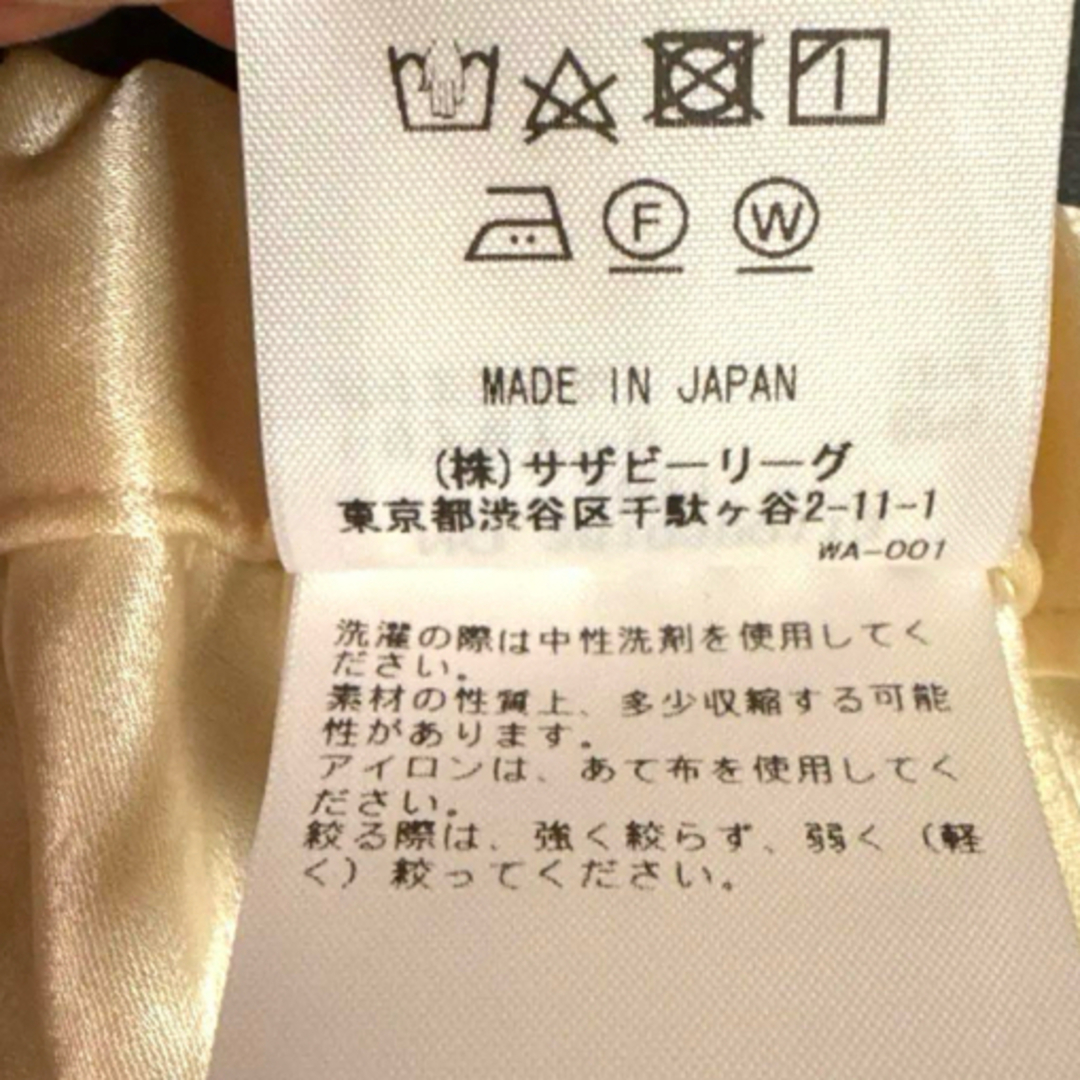 F W
MADE IN JAPAN
(株)サザビーリーグ
東京都渋谷区千駄ヶ谷2-11-1
WA-001
洗濯の際は中性洗剤を使用してく
ださい。
素材の性質上、多少収縮する可能
性があります。
アイロンは、あて布を使用してく
ださい。
絞る際は、強く絞らず、弱く（軽
く）絞ってください。